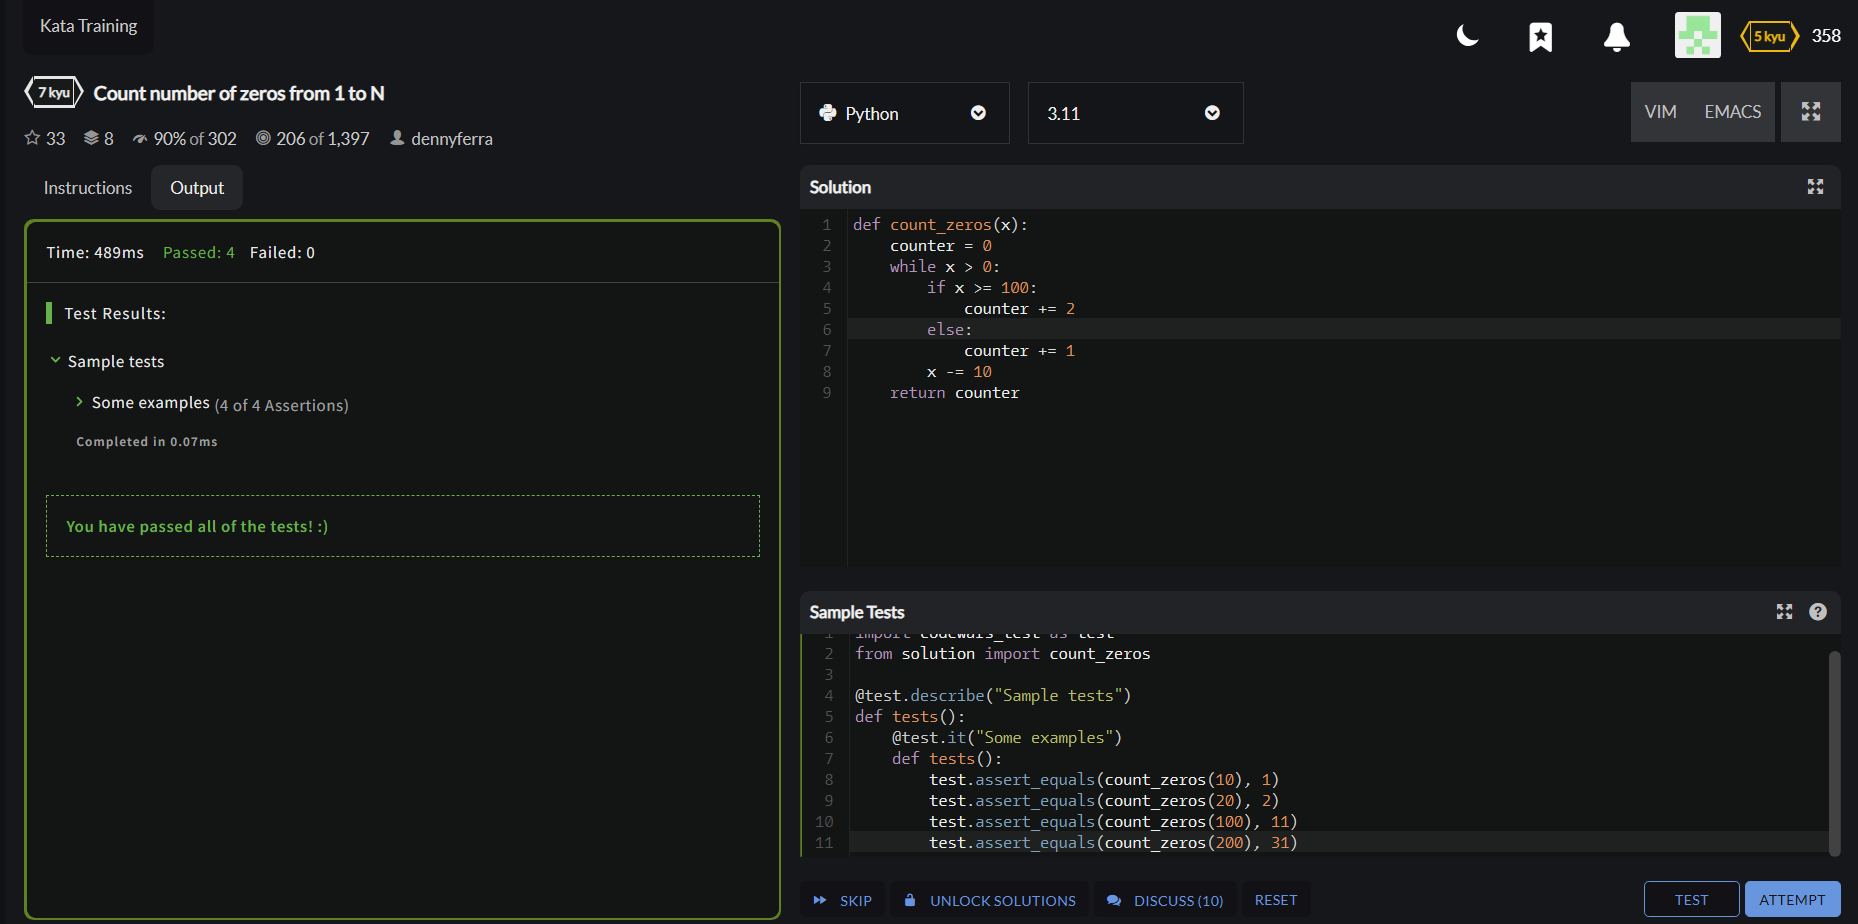 Kata Training
5 kyu
358
7 kyu
Count number of zeros from 1 to N
33
8
90% of 302
206 of 1,397
dennyferra
Instructions
Output
Time: 489ms Passed: 4 Failed: 0
Test Results:
Sample tests
Some examples (4 of 4 Assertions)
Completed in 0.07ms
You have passed all of the tests! :)
Python
3.11
VIM
EMACS
Solution
1 def count_zeros(x):
2     counter = 0
3     while x > 0:
4         if x >= 100:
5             counter += 2
6         else:
7             counter += 1
8         x -= 10
9     return counter
Sample Tests
1 import codewars_test as test
2 from solution import count_zeros
3
4 @test.describe("Sample tests")
5 def tests():
6     @test.it("Some examples")
7     def tests():
8         test.assert_equals(count_zeros(10), 1)
9         test.assert_equals(count_zeros(20), 2)
10         test.assert_equals(count_zeros(100), 11)
11         test.assert_equals(count_zeros(200), 31)
SKIP
UNLOCK SOLUTIONS
DISCUSS (10)
RESET
TEST
ATTEMPT